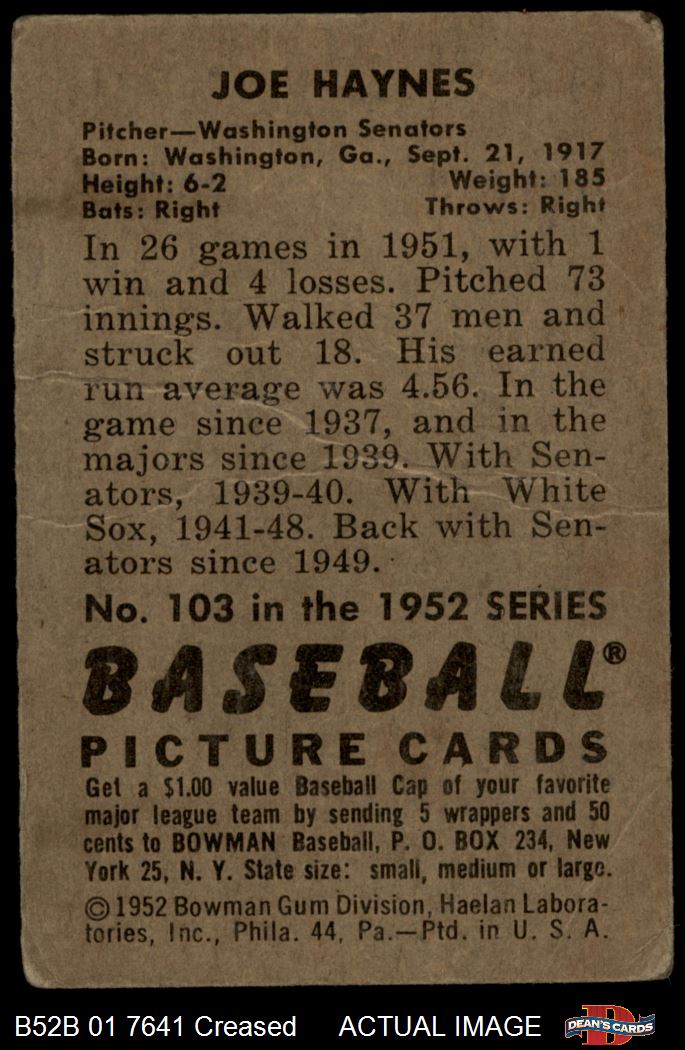 JOE HAYNES
Pitcher—Washington Senators
Born: Washington, Ga., Sept. 21, 1917
Height: 6-2 Weight: 185
Bats: Right Throws: Right
In 26 games in 1951, with 1
win and 4 losses. Pitched 73
innings. Walked 37 men and
struck out 18. His earned
run average was 4.56. In the
game since 1937, and in the
majors since 1939. With Sen-
ators, 1939-40. With White
Sox, 1941-48. Back with Sen-
ators since 1949.
No. 103 in the 1952 SERIES
BASEBALL®
PICTURE CARDS
Get a $1.00 value Baseball Cap of your favorite
major league team by sending 5 wrappers and 50
cents to BOWMAN Baseball, P. O. BOX 234, New
York 25, N. Y. State size: small, medium or large.
©1952 Bowman Gum Division, Haelan Labora-
tories, Inc., Phila. 44, Pa.—Ptd. in U. S. A.
B52B 01 7641 Creased ACTUAL IMAGE
D
DEAN'S CARDS